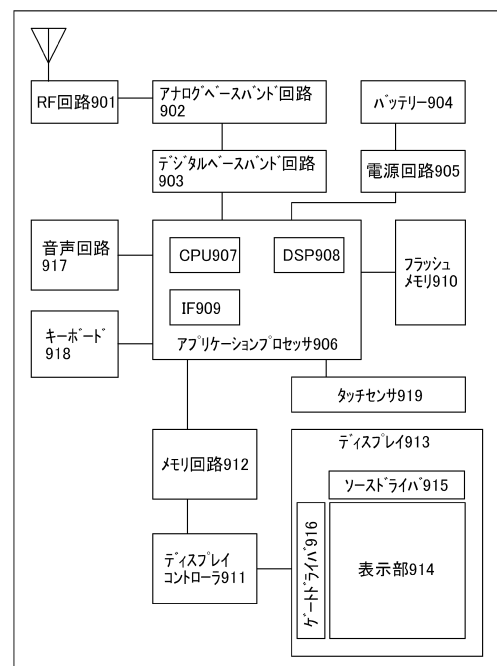 RF回路901
アナログベースバンド回路
902
バッテリー904
デジタルベースバンド回路
903
電源回路905
音声回路
917
CPU907
DSP908
フラッシュ
メモリ910
IF909
キーボード
918
アプリケーションプロセッサ906
タッチセンサ919
メモリ回路912
ディスプレイ913
ソースドライバ915
ゲートドライバ916
表示部914
ディスプレイ
コントローラ911